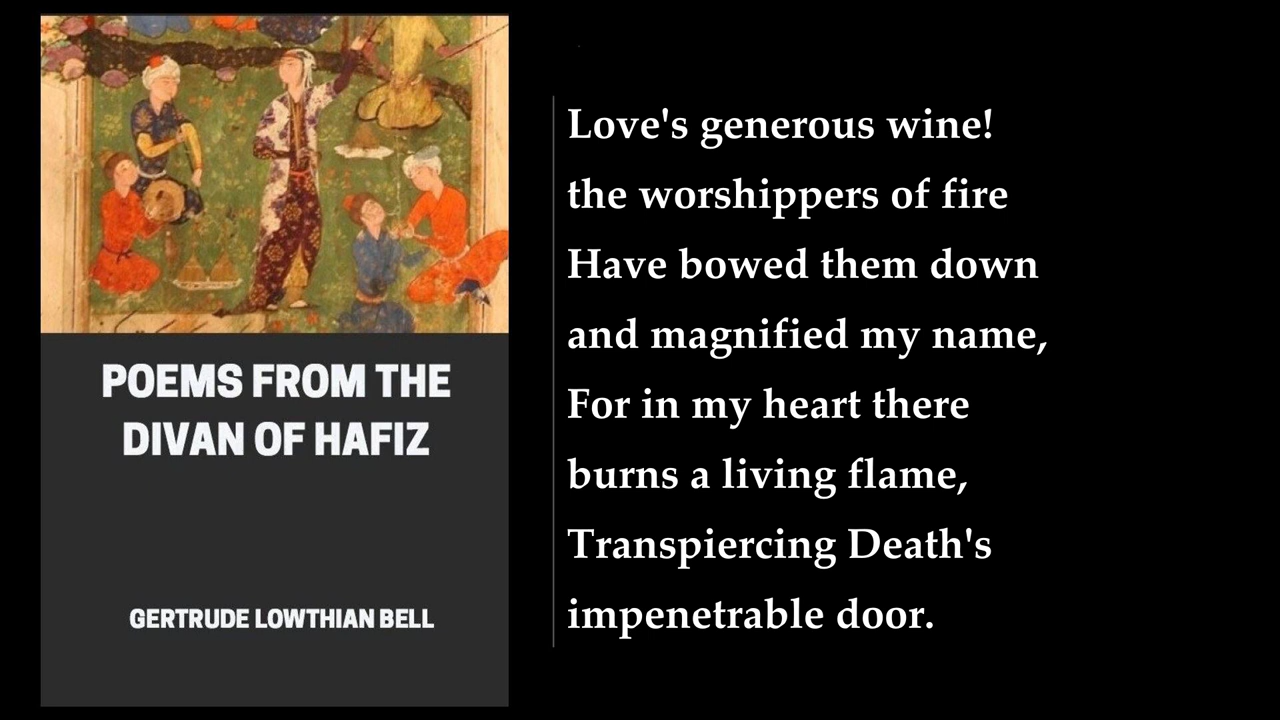 POEMS FROM THE
DIVAN OF HAFIZ
GERTRUDE LOWTHIAN BELL
Love's generous wine!
the worshippers of fire
Have bowed them down
and magnified my name,
For in my heart there
burns a living flame,
Transpiercing Death's
impenetrable door.